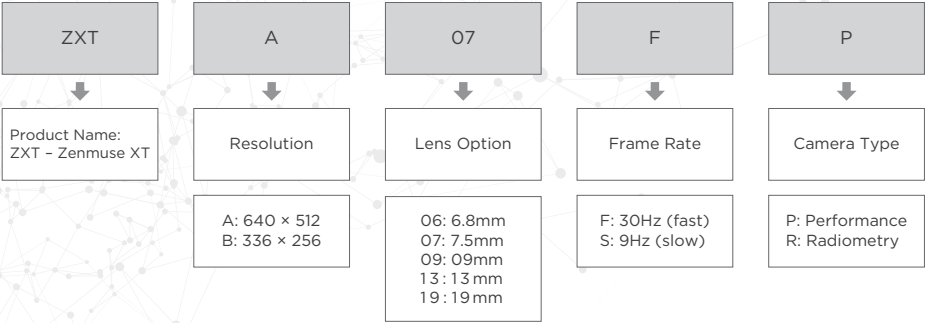 ZXT
A
07
F
P
Product Name:
ZXT – Zenmuse XT
Resolution
Lens Option
Frame Rate
Camera Type
A: 640 × 512
B: 336 × 256
06: 6.8mm
07: 7.5mm
09: 09mm
13: 13mm
19: 19mm
F: 30Hz (fast)
S: 9Hz (slow)
P: Performance
R: Radiometry